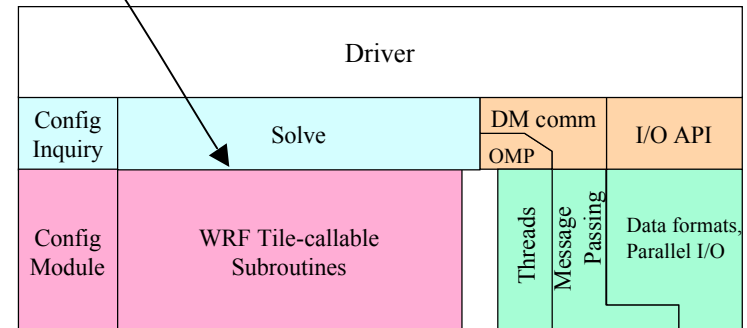 Driver
Config
Inquiry
Solve
DM comm
OMP
I/O API
Config
Module
WRF Tile-callable
Subroutines
Threads
Message
Passing
Data formats,
Parallel I/O